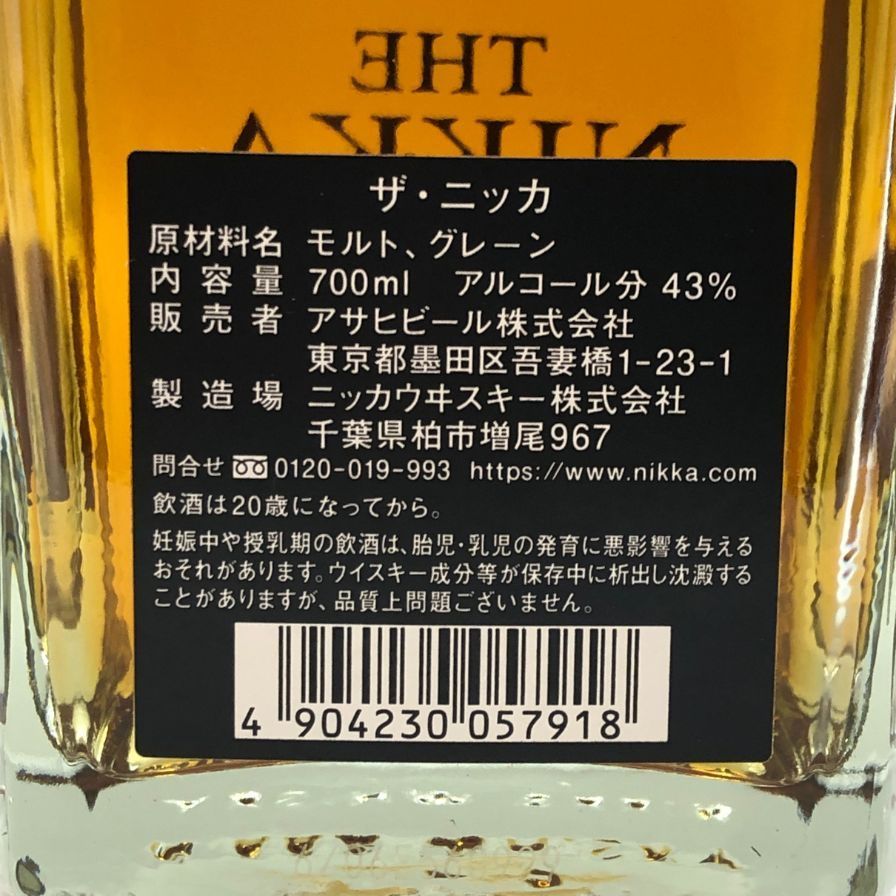 THE
NIKKA
ザ・ニッカ
原材料名 モルト、グレーン
内容量 700ml アルコール分 43%
販売者 アサヒビール株式会社
東京都墨田区吾妻橋1-23-1
製造場 ニッカウヰスキー株式会社
千葉県柏市増尾967
問合せ 0120-019-993 https://www.nikka.com
飲酒は20歳になってから。
妊娠中や授乳期の飲酒は、胎児・乳児の発育に悪影響を与える
おそれがあります。ウイスキー成分等が保存中に析出し沈澱する
ことがありますが、品質上問題ございません。
4 904230 057918